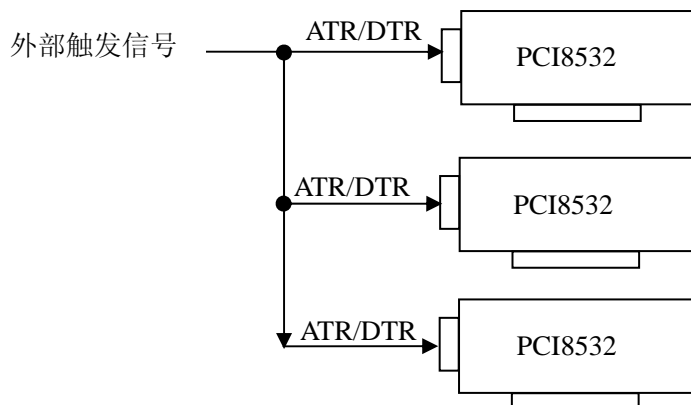 外部触发信号
ATR/DTR
PCI8532
ATR/DTR
PCI8532
ATR/DTR
PCI8532